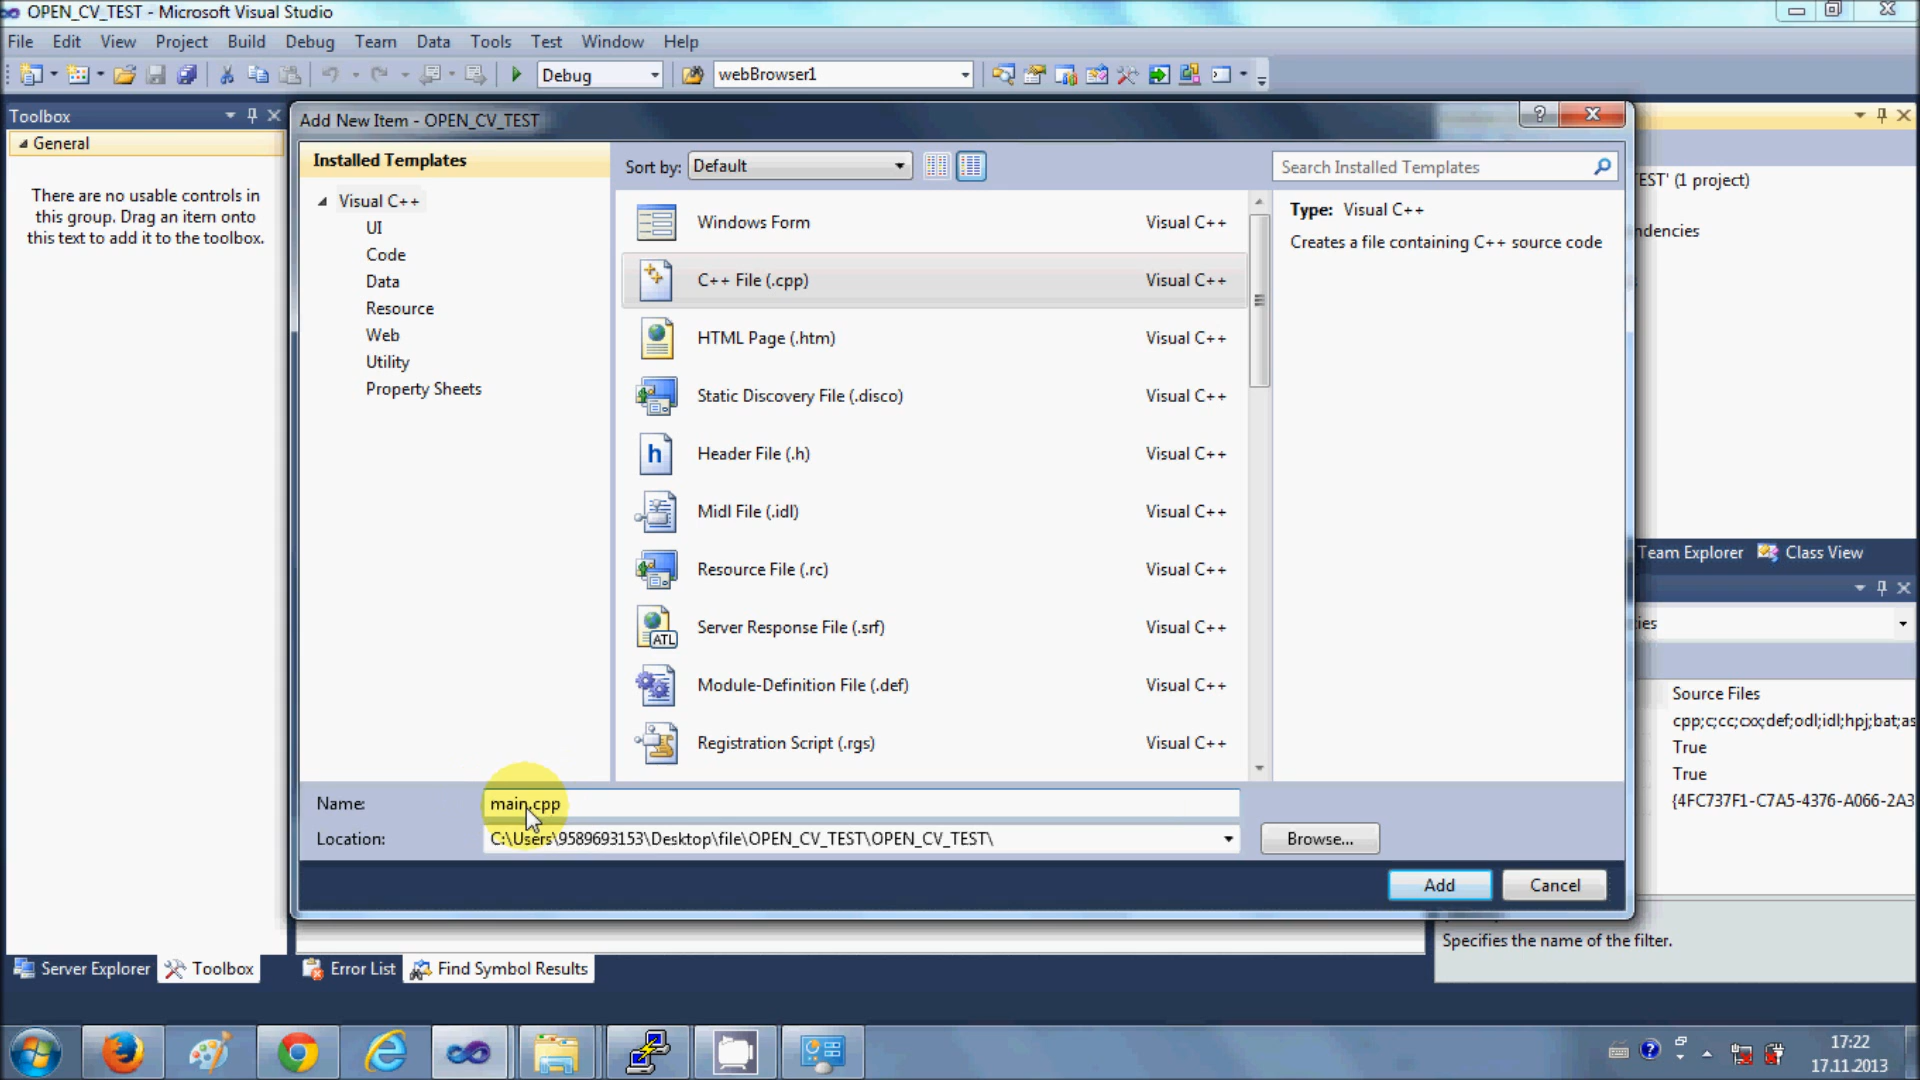 OPEN_CV_TEST - Microsoft Visual Studio
File Edit View Project Build Debug Team Data Tools Test Window Help
Debug webBrowser1
Toolbox
General
There are no usable controls in
this group. Drag an item onto
this text to add it to the toolbox.
Add New Item - OPEN_CV_TEST
Installed Templates
Visual C++
UI
Code
Data
Resource
Web
Utility
Property Sheets
Sort by: Default
Search Installed Templates
Windows Form Visual C++
C++ File (.cpp) Visual C++
HTML Page (.htm) Visual C++
Static Discovery File (.disco) Visual C++
Header File (.h) Visual C++
Midl File (.idl) Visual C++
Resource File (.rc) Visual C++
Server Response File (.srf) Visual C++
Module-Definition File (.def) Visual C++
Registration Script (.rgs) Visual C++
Type: Visual C++
Creates a file containing C++ source code
Name: main.cpp
Location: C:\Users\9589693153\Desktop\file\OPEN_CV_TEST\OPEN_CV_TEST\
Browse...
Add Cancel
EST' (1 project)
ndencies
Team Explorer Class View
ies
Source Files
cpp;c;cc;cxx;def;odl;idl;hpj;bat;as
True
True
{4FC737F1-C7A5-4376-A066-2A3
Specifies the name of the filter.
Server Explorer Toolbox Error List Find Symbol Results
17:22
17.11.2013